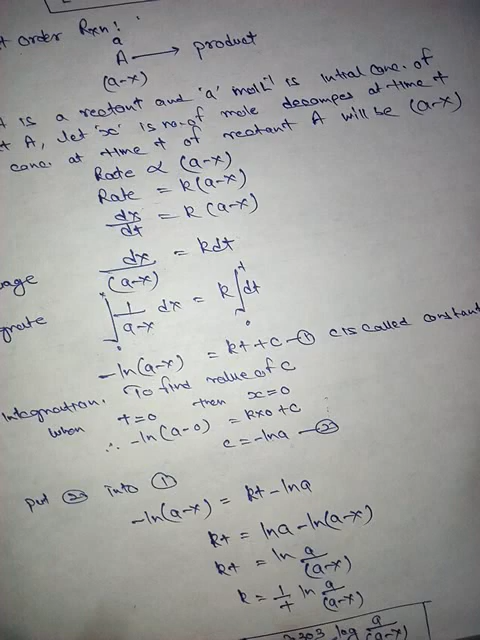 order Rxn:
a
A → product
(a-x)
is a reactant and 'a' mol L⁻¹ is initial conc. of
A, let 'x' is no. of mole decompes at time t
conc. at time t of reactant A will be (a-x)
Rate ∝ (a-x)
Rate = k(a-x)
dx/dt = k(a-x)
dx/(a-x) = kdt
∫ 1/(a-x) dx = k∫dt
-ln(a-x) = kt + c - ① c is called constant
integration. To find value of c
when t=0 then x=0
∴ -ln(a-0) = k×0 + c
c = -lna - ②
put ② into ①
-ln(a-x) = kt - lna
kt = lna - ln(a-x)
kt = ln a/(a-x)
k = 1/t ln a/(a-x)
log a/(a-x)